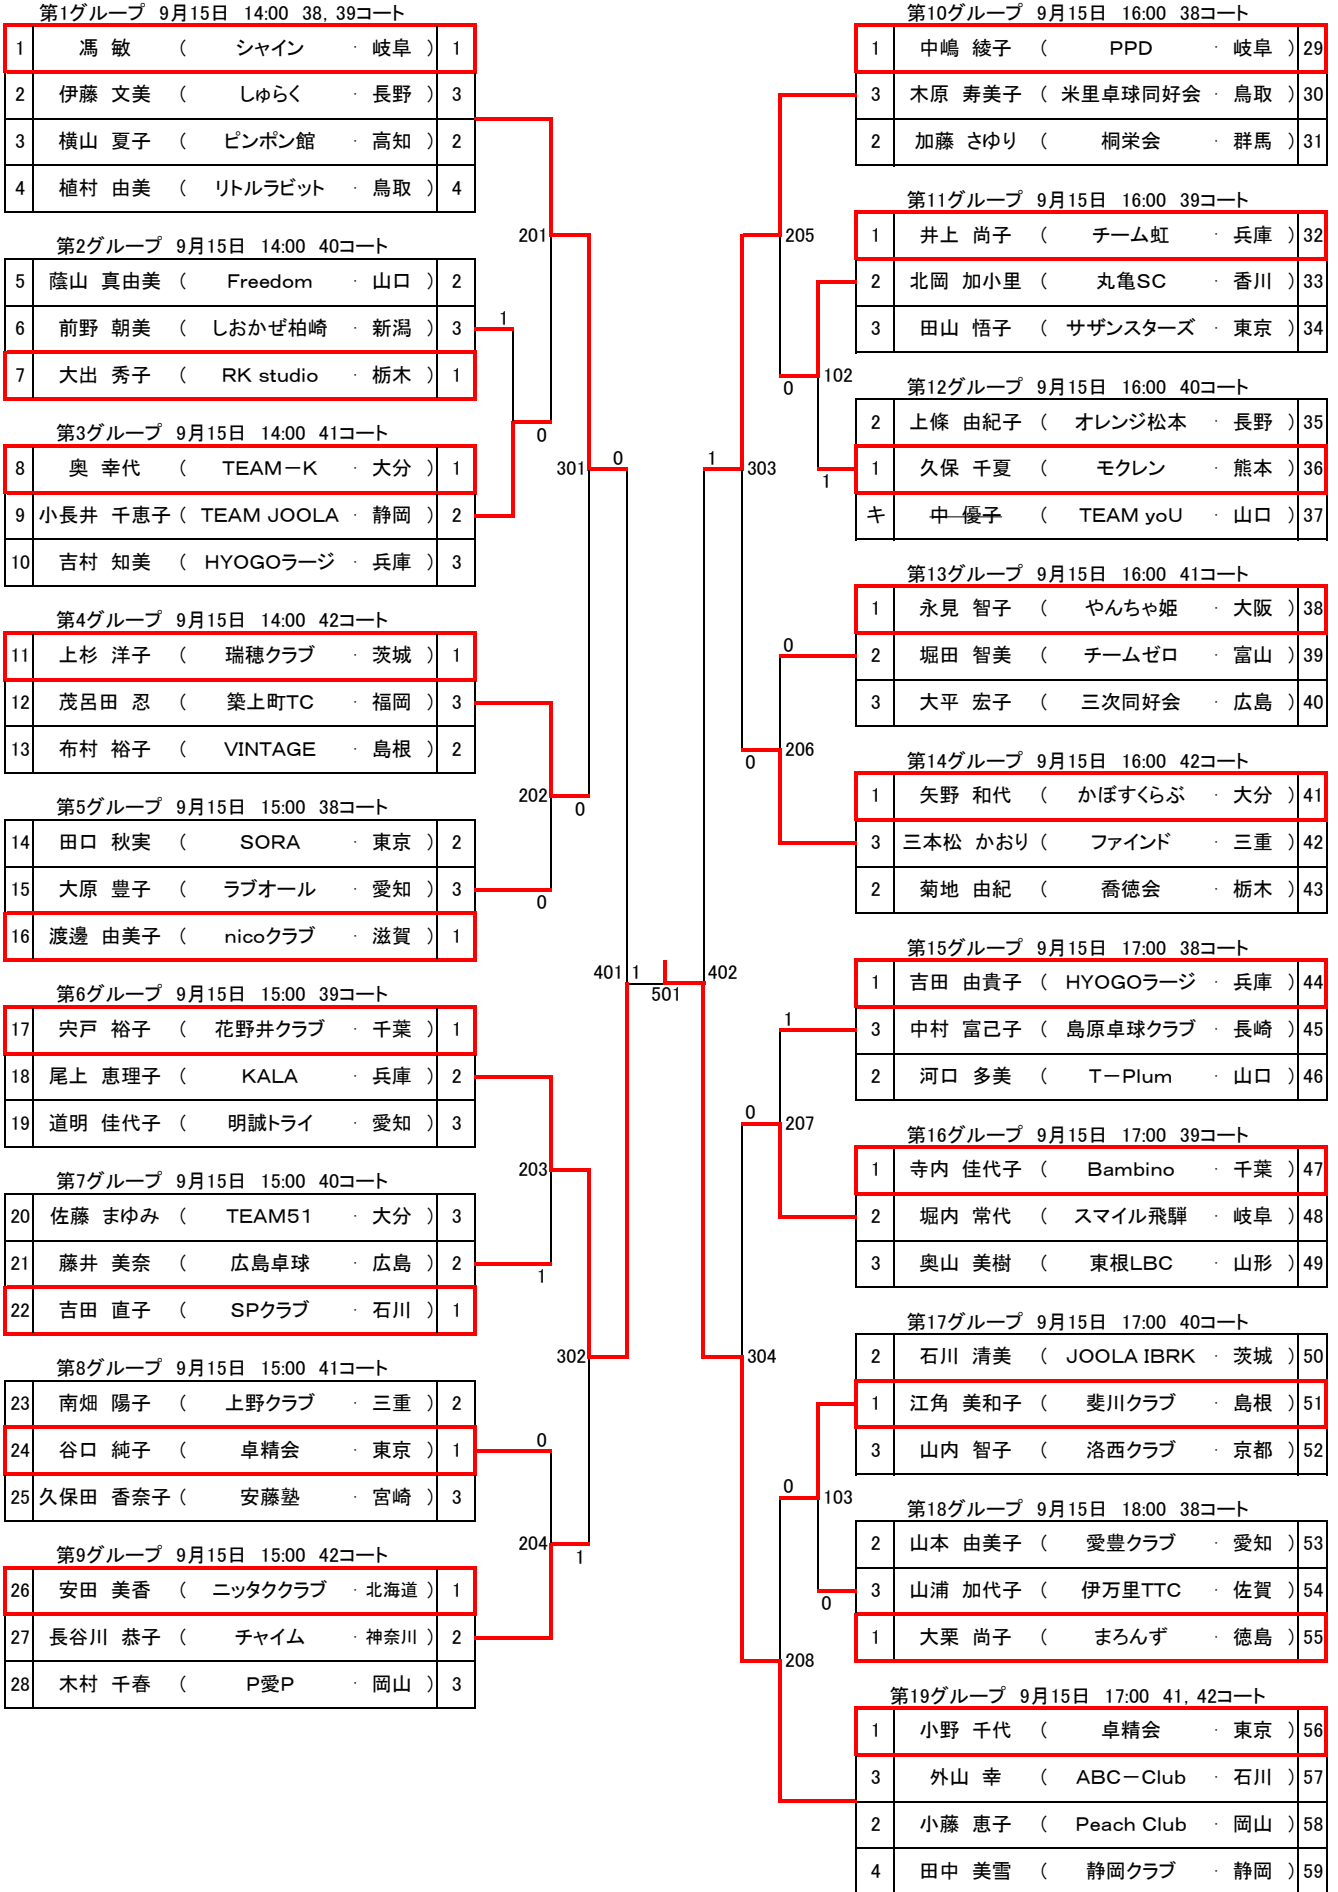 第1グループ 9月15日 14:00 38, 39コート
1 馮 敏 ( シャイン ・ 岐阜 ) 1
2 伊藤 文美 ( しゅらく ・ 長野 ) 3
3 横山 夏子 ( ピンポン館 ・ 高知 ) 2
4 植村 由美 ( リトルラビット ・ 鳥取 ) 4
201
第2グループ 9月15日 14:00 40コート
5 蔭山 真由美 ( Freedom ・ 山口 ) 2
6 前野 朝美 ( しおかぜ柏崎 ・ 新潟 ) 3
1
7 大出 秀子 ( RK studio ・ 栃木 ) 1
0
第3グループ 9月15日 14:00 41コート
8 奥 幸代 ( TEAM－K ・ 大分 ) 1
301
0
9 小長井 千恵子 ( TEAM JOOLA ・ 静岡 ) 2
10 吉村 知美 ( HYOGOラージ ・ 兵庫 ) 3
第4グループ 9月15日 14:00 42コート
11 上杉 洋子 ( 瑞穂クラブ ・ 茨城 ) 1
12 茂呂田 忍 ( 築上町TC ・ 福岡 ) 3
13 布村 裕子 ( VINTAGE ・ 島根 ) 2
202
0
第5グループ 9月15日 15:00 38コート
14 田口 秋実 ( SORA ・ 東京 ) 2
15 大原 豊子 ( ラブオール ・ 愛知 ) 3
0
16 渡邊 由美子 ( nicoクラブ ・ 滋賀 ) 1
401
1
501
402
第6グループ 9月15日 15:00 39コート
17 宍戸 裕子 ( 花野井クラブ ・ 千葉 ) 1
18 尾上 恵理子 ( KALA ・ 兵庫 ) 2
19 道明 佳代子 ( 明誠トライ ・ 愛知 ) 3
203
第7グループ 9月15日 15:00 40コート
20 佐藤 まゆみ ( TEAM51 ・ 大分 ) 3
21 藤井 美奈 ( 広島卓球 ・ 広島 ) 2
1
22 吉田 直子 ( SPクラブ ・ 石川 ) 1
302
第8グループ 9月15日 15:00 41コート
23 南畑 陽子 ( 上野クラブ ・ 三重 ) 2
24 谷口 純子 ( 卓精会 ・ 東京 ) 1
0
25 久保田 香奈子 ( 安藤塾 ・ 宮崎 ) 3
204
1
第9グループ 9月15日 15:00 42コート
26 安田 美香 ( ニッタククラブ ・ 北海道 ) 1
27 長谷川 恭子 ( チャイム ・ 神奈川 ) 2
28 木村 千春 ( P愛P ・ 岡山 ) 3
第10グループ 9月15日 16:00 38コート
1 中嶋 綾子 ( PPD ・ 岐阜 ) 29
3 木原 寿美子 ( 米里卓球同好会 ・ 鳥取 ) 30
2 加藤 さゆり ( 桐栄会 ・ 群馬 ) 31
205
第11グループ 9月15日 16:00 39コート
1 井上 尚子 ( チーム虹 ・ 兵庫 ) 32
2 北岡 加小里 ( 丸亀SC ・ 香川 ) 33
3 田山 悟子 ( サザンスターズ ・ 東京 ) 34
0
102
第12グループ 9月15日 16:00 40コート
2 上條 由紀子 ( オレンジ松本 ・ 長野 ) 35
1
303
1
1 久保 千夏 ( モクレン ・ 熊本 ) 36
キ 中 優子 ( TEAM yoU ・ 山口 ) 37
第13グループ 9月15日 16:00 41コート
1 永見 智子 ( やんちゃ姫 ・ 大阪 ) 38
0
2 堀田 智美 ( チームゼロ ・ 富山 ) 39
3 大平 宏子 ( 三次同好会 ・ 広島 ) 40
0
206
第14グループ 9月15日 16:00 42コート
1 矢野 和代 ( かぼすくらぶ ・ 大分 ) 41
3 三本松 かおり ( ファインド ・ 三重 ) 42
2 菊地 由紀 ( 喬徳会 ・ 栃木 ) 43
第15グループ 9月15日 17:00 38コート
1 吉田 由貴子 ( HYOGOラージ ・ 兵庫 ) 44
1
3 中村 富己子 ( 島原卓球クラブ ・ 長崎 ) 45
2 河口 多美 ( T－Plum ・ 山口 ) 46
0
207
第16グループ 9月15日 17:00 39コート
1 寺内 佳代子 ( Bambino ・ 千葉 ) 47
2 堀内 常代 ( スマイル飛騨 ・ 岐阜 ) 48
3 奥山 美樹 ( 東根LBC ・ 山形 ) 49
304
第17グループ 9月15日 17:00 40コート
2 石川 清美 ( JOOLA IBRK ・ 茨城 ) 50
1 江角 美和子 ( 斐川クラブ ・ 島根 ) 51
3 山内 智子 ( 洛西クラブ ・ 京都 ) 52
0
103
第18グループ 9月15日 18:00 38コート
2 山本 由美子 ( 愛豊クラブ ・ 愛知 ) 53
0
3 山浦 加代子 ( 伊万里TTC ・ 佐賀 ) 54
1 大栗 尚子 ( まろんず ・ 徳島 ) 55
208
第19グループ 9月15日 17:00 41, 42コート
1 小野 千代 ( 卓精会 ・ 東京 ) 56
3 外山 幸 ( ABC－Club ・ 石川 ) 57
2 小藤 恵子 ( Peach Club ・ 岡山 ) 58
4 田中 美雪 ( 静岡クラブ ・ 静岡 ) 59